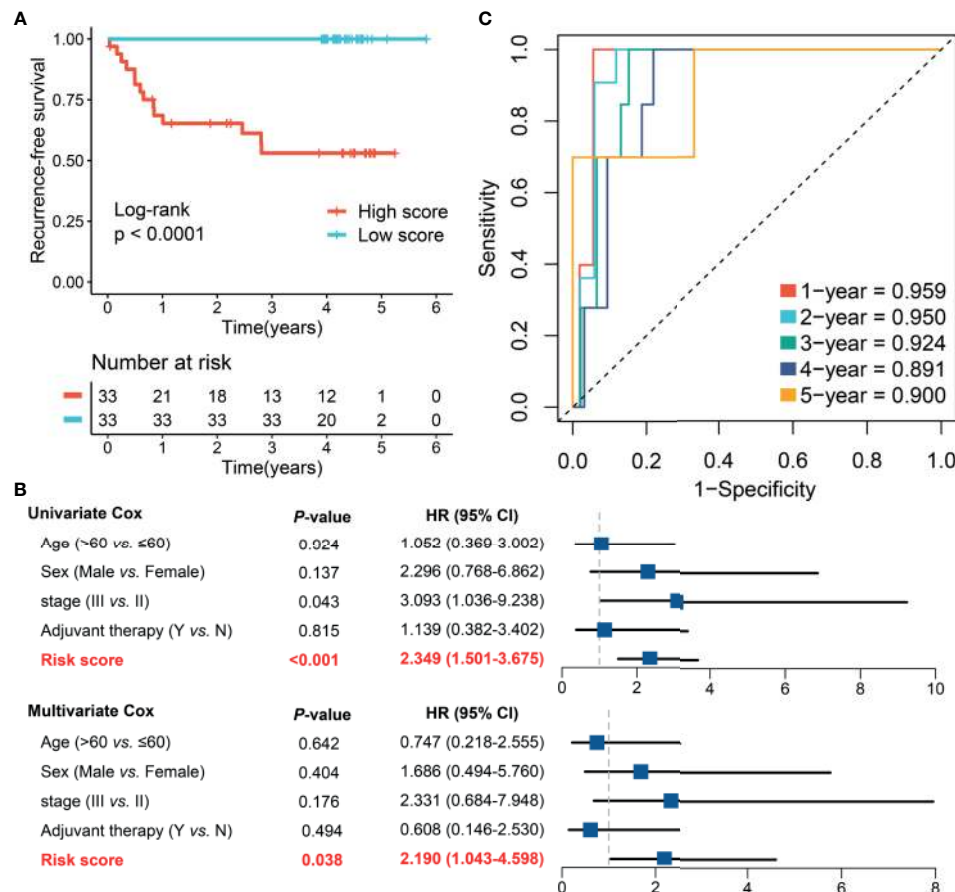 A
Recurrence-free survival
1.00
0.75
0.50
0.25
0.00
Log-rank
p < 0.0001
High score
Low score
0 1 2 3 4 5 6
Time(years)
Number at risk
33 21 18 13 12 1 0
33 33 33 33 20 2 0
0 1 2 3 4 5 6
Time(years)
C
Sensitivity
1.0
0.8
0.6
0.4
0.2
0.0
1-year = 0.959
2-year = 0.950
3-year = 0.924
4-year = 0.891
5-year = 0.900
0.0 0.2 0.4 0.6 0.8 1.0
1-Specificity
B
Univariate Cox P-value HR (95% CI)
Age (>60 vs. ≤60) 0.924 1.052 (0.369-3.002)
Sex (Male vs. Female) 0.137 2.296 (0.768-6.862)
stage (III vs. II) 0.043 3.093 (1.036-9.238)
Adjuvant therapy (Y vs. N) 0.815 1.139 (0.382-3.402)
Risk score <0.001 2.349 (1.501-3.675)
0 2 4 6 8 10
Multivariate Cox P-value HR (95% CI)
Age (>60 vs. ≤60) 0.642 0.747 (0.218-2.555)
Sex (Male vs. Female) 0.404 1.686 (0.494-5.760)
stage (III vs. II) 0.176 2.331 (0.684-7.948)
Adjuvant therapy (Y vs. N) 0.494 0.608 (0.146-2.530)
Risk score 0.038 2.190 (1.043-4.598)
0 2 4 6 8